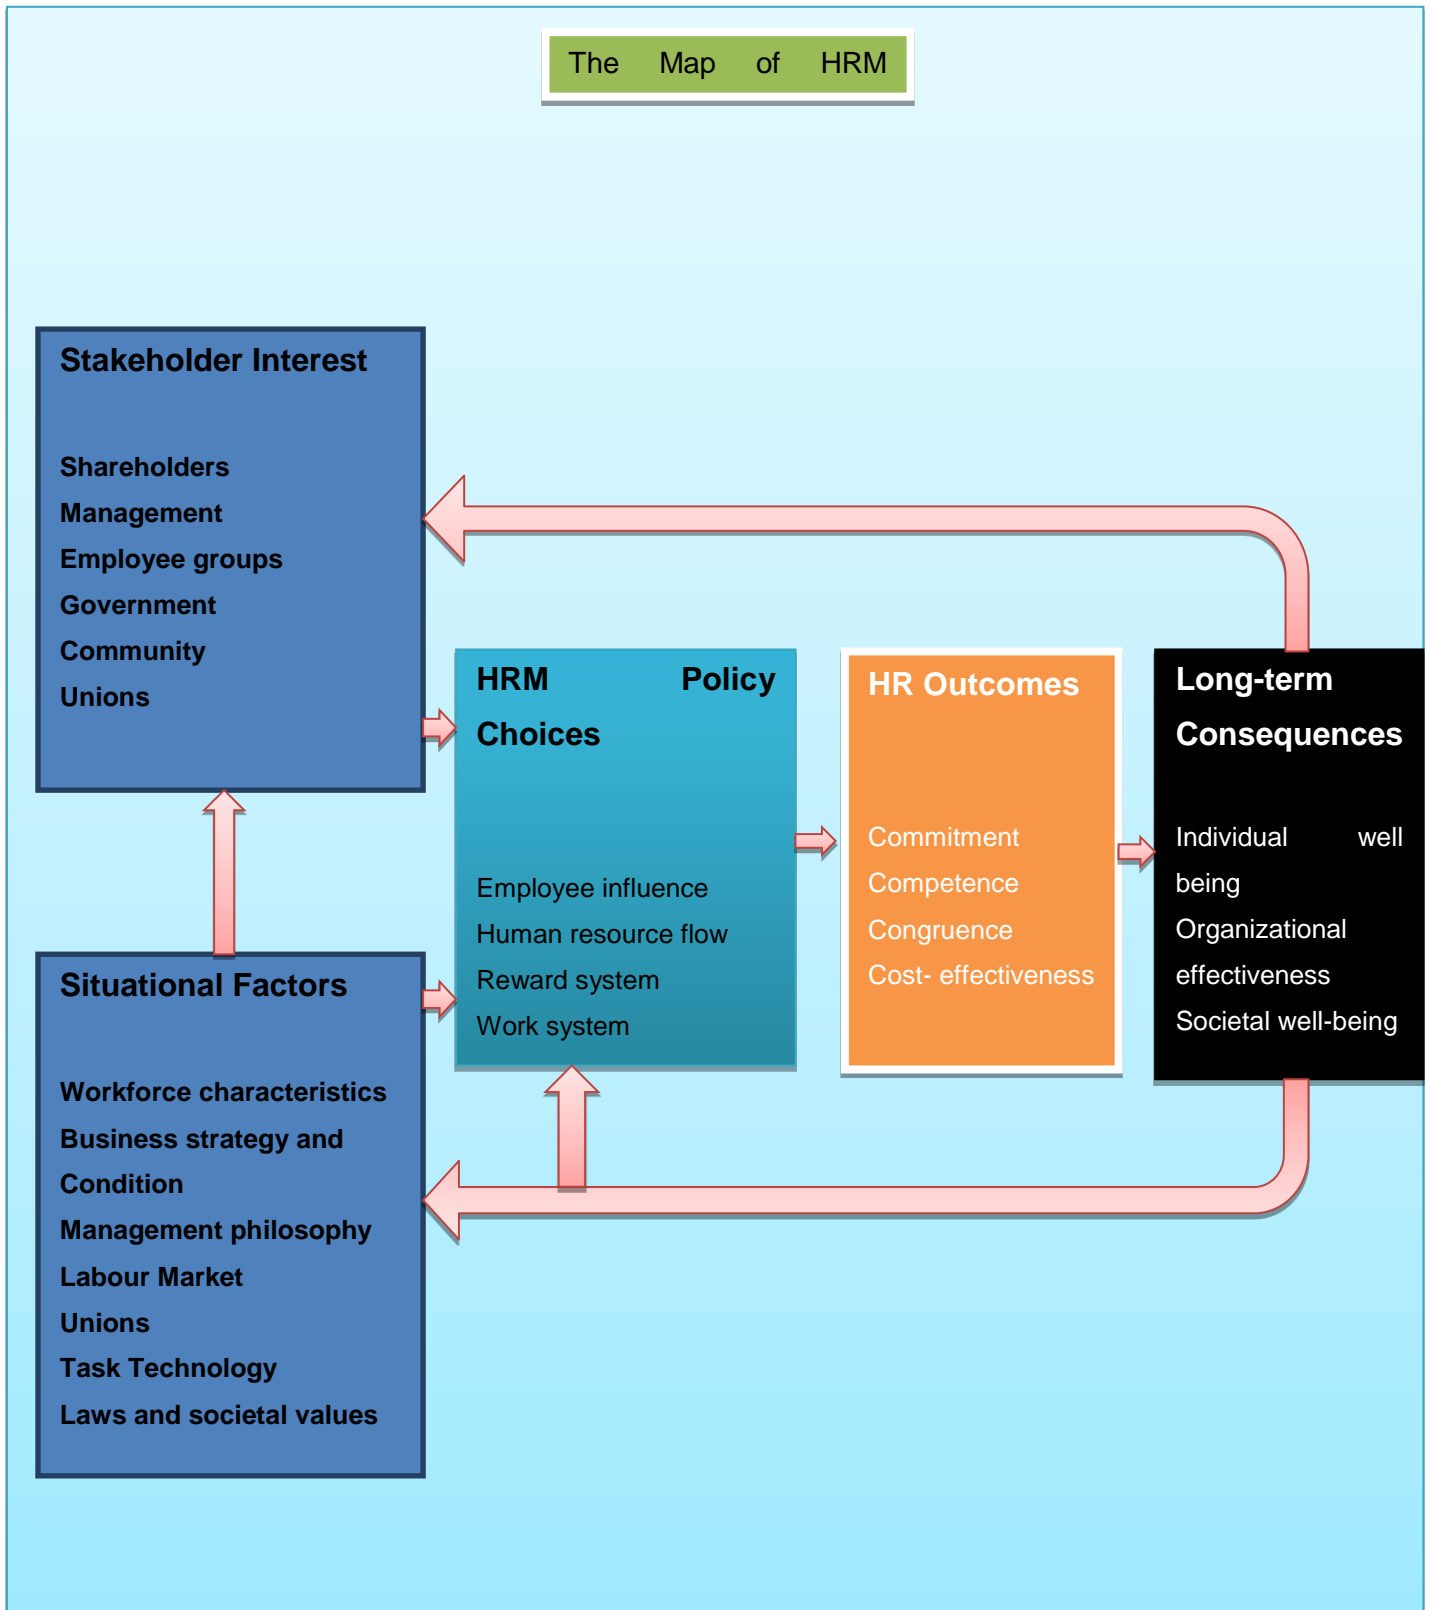 The Map of HRM
Stakeholder Interest
Shareholders
Management
Employee groups
Government
Community
Unions
HRM Policy
Choices
Employee influence
Human resource flow
Reward system
Work system
HR Outcomes
Commitment
Competence
Congruence
Cost- effectiveness
Long-term
Consequences
Individual well
being
Organizational
effectiveness
Societal well-being
Situational Factors
Workforce characteristics
Business strategy and
Condition
Management philosophy
Labour Market
Unions
Task Technology
Laws and societal values